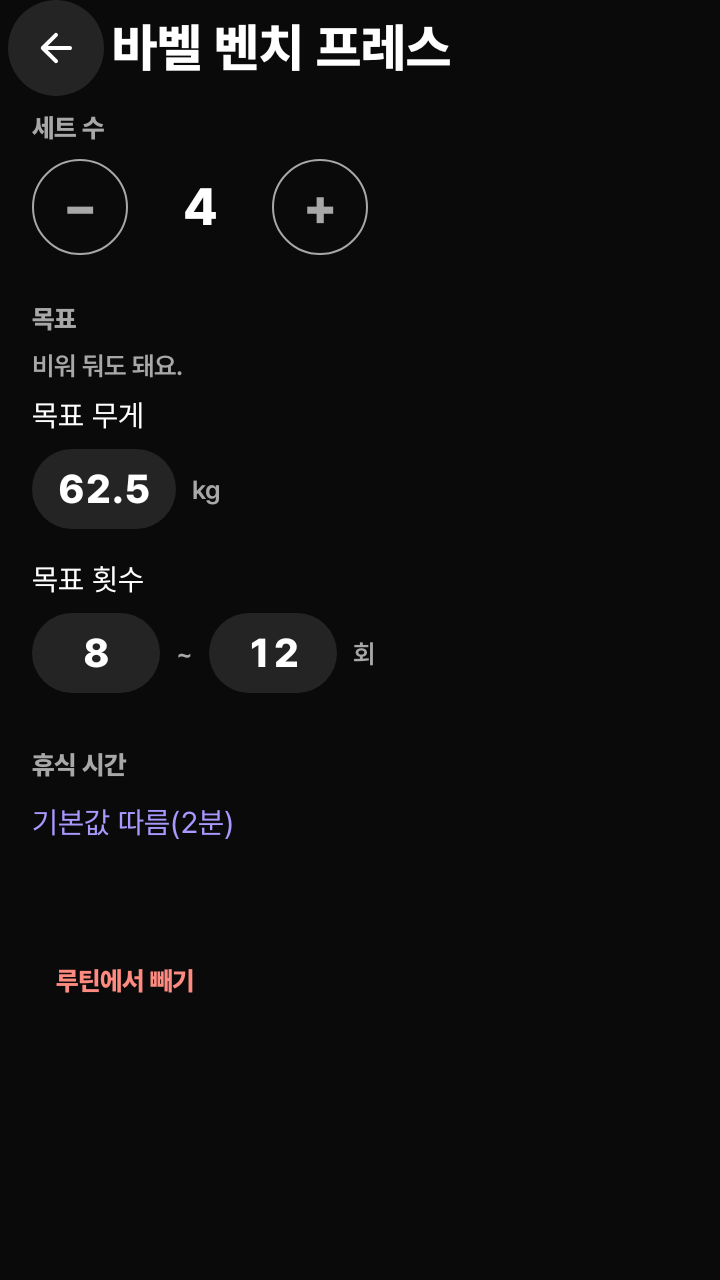 바벨 벤치 프레스
세트 수
− 4 +
목표
비워 둬도 돼요.
목표 무게
62.5 kg
목표 횟수
8 ~ 12 회
휴식 시간
기본값 따름(2분)
루틴에서 빼기